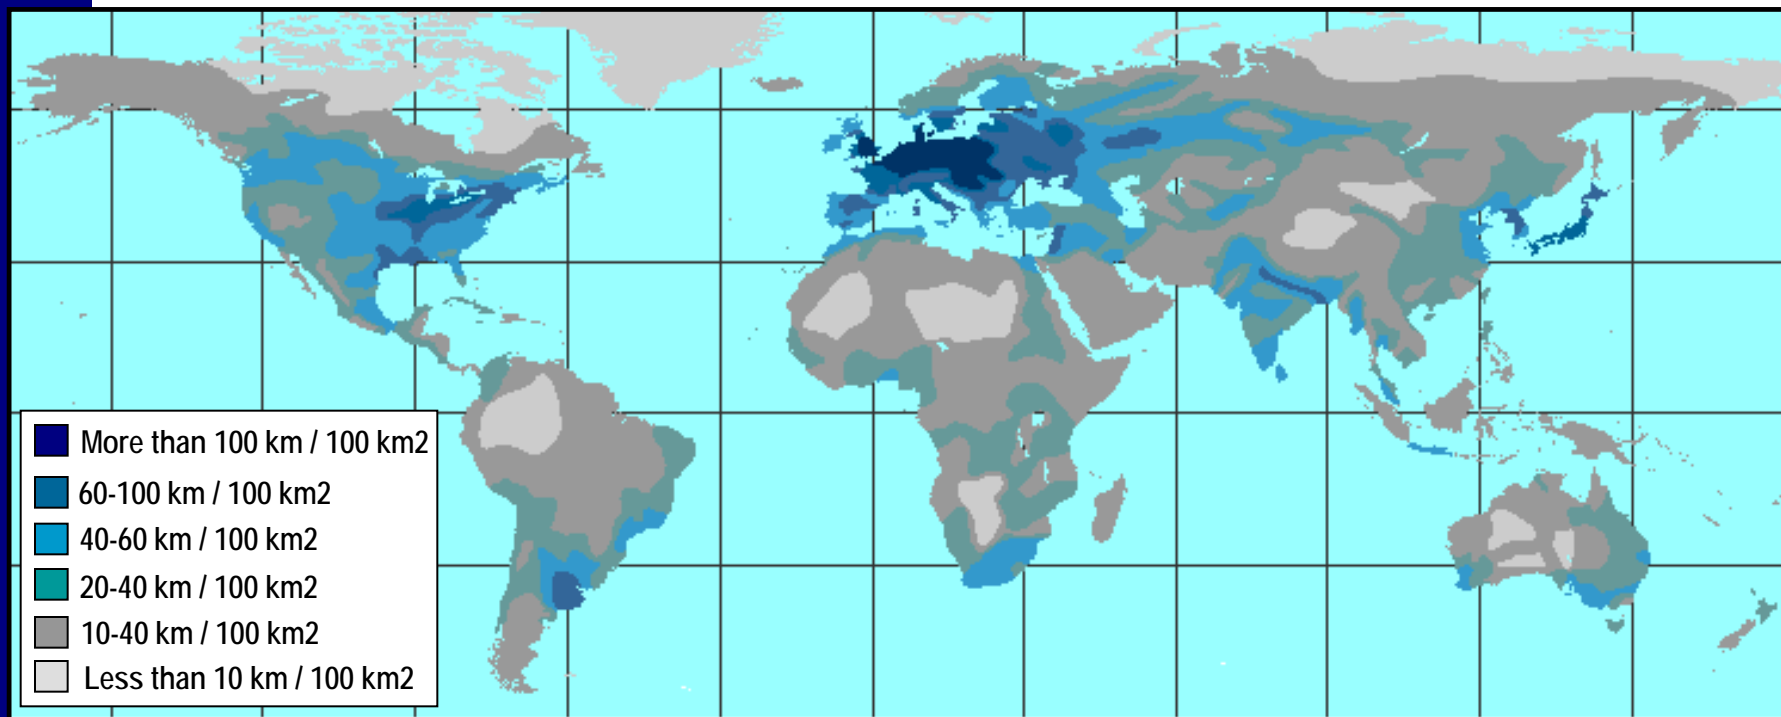 More than 100 km / 100 km2
60-100 km / 100 km2
40-60 km / 100 km2
20-40 km / 100 km2
10-40 km / 100 km2
Less than 10 km / 100 km2